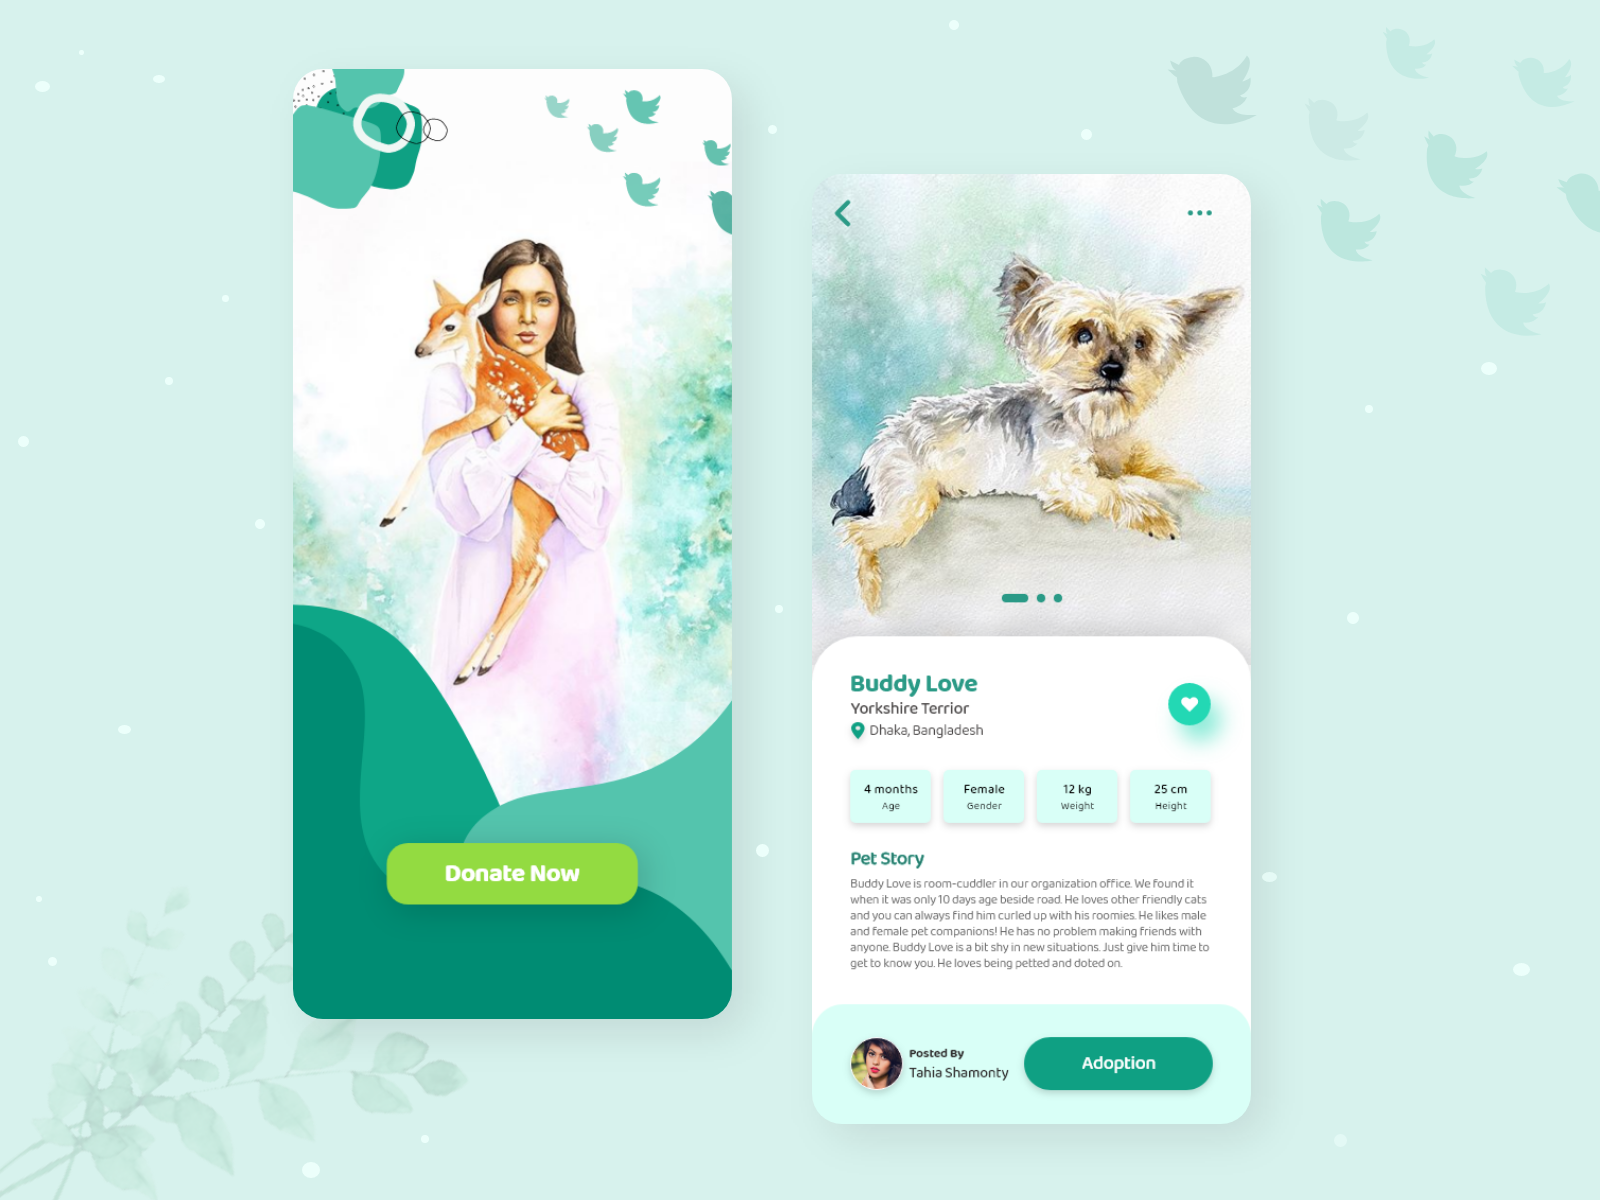 Donate Now
Buddy Love
Yorkshire Terrior
Dhaka, Bangladesh
4 months
Age
Female
Gender
12 kg
Weight
25 cm
Height
Pet Story
Buddy Love is room-cuddler in our organization office. We found it
when it was only 10 days age beside road. He loves other friendly cats
and you can always find him curled up with his roomies. He likes male
and female pet companions! He has no problem making friends with
anyone. Buddy Love is a bit shy in new situations. Just give him time to
get to know you. He loves being petted and doted on.
Posted By
Tahia Shamonty
Adoption